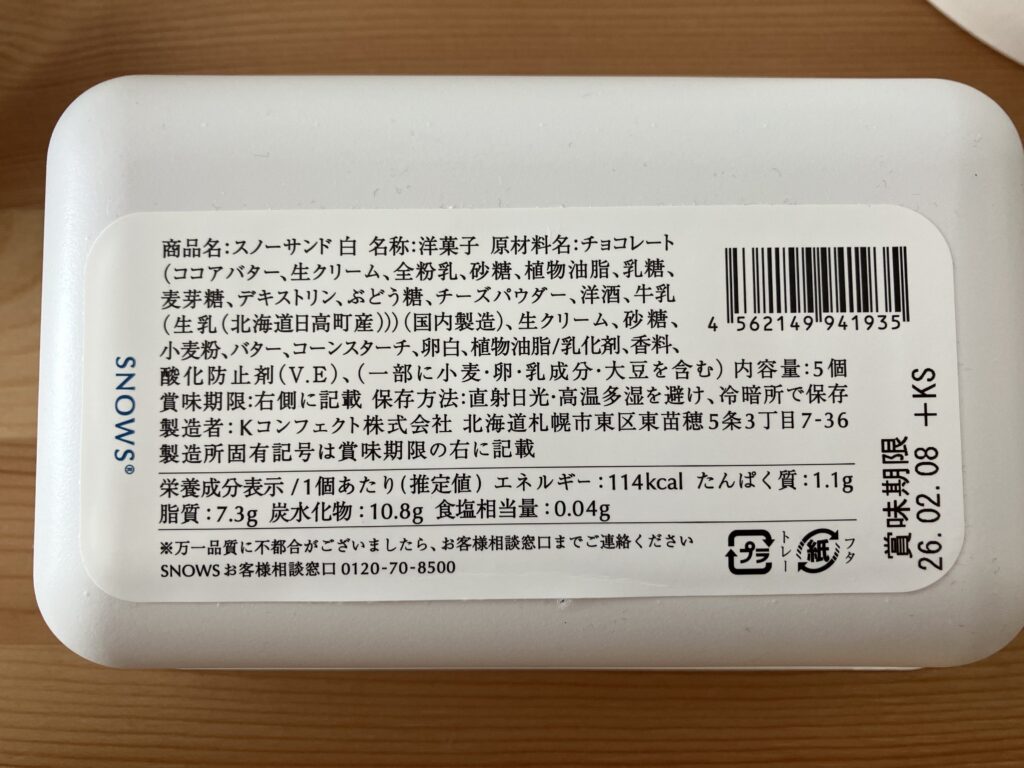 商品名:スノーサンド 白 名称:洋菓子 原材料名:チョコレート
(ココアバター、生クリーム、全粉乳、砂糖、植物油脂、乳糖、
麦芽糖、デキストリン、ぶどう糖、チーズパウダー、洋酒、牛乳
(生乳(北海道日高町産)))(国内製造)、生クリーム、砂糖、
小麦粉、バター、コーンスターチ、卵白、植物油脂/乳化剤、香料、
酸化防止剤(V.E)、(一部に小麦・卵・乳成分・大豆を含む) 内容量:5個
賞味期限:右側に記載 保存方法:直射日光・高温多湿を避け、冷暗所で保存
製造者:Kコンフェクト株式会社 北海道札幌市東区東苗穂5条3丁目7-36
製造所固有記号は賞味期限の右に記載
栄養成分表示/1個あたり(推定値) エネルギー:114kcal たんぱく質:1.1g
脂質:7.3g 炭水化物:10.8g 食塩相当量:0.04g
※万一品質に不都合がございましたら、お客様相談窓口までご連絡ください
SNOWS お客様相談窓口 0120-70-8500
4 562149 941935
プラ
トレー
紙
フタ
SNOWS®
賞味期限
26. 02. 08 +KS